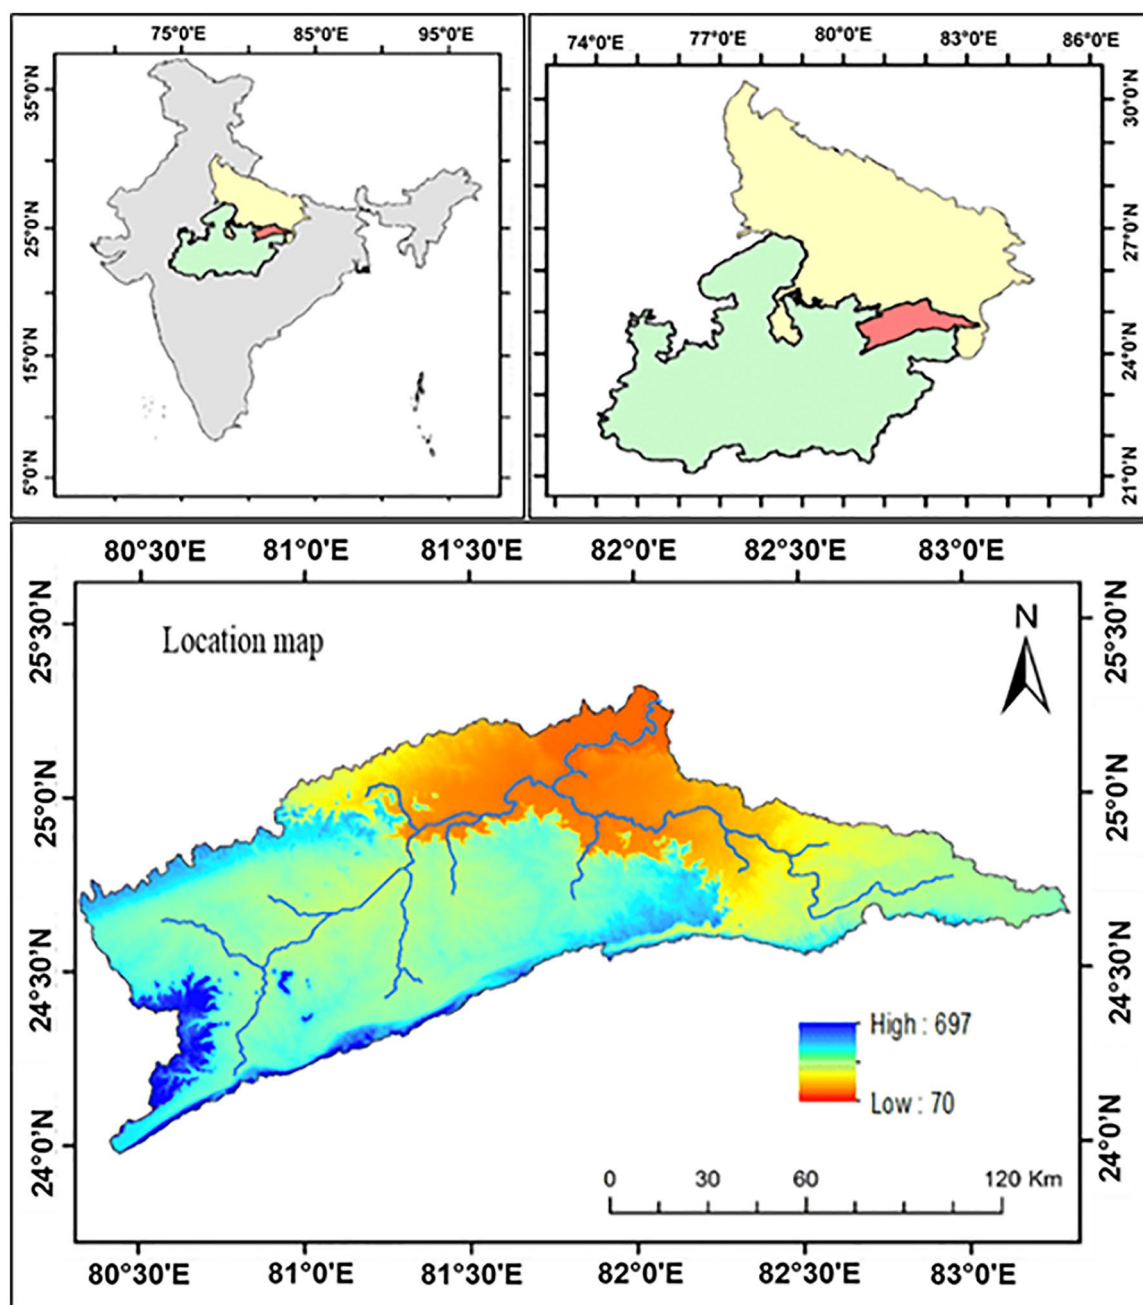 75°0'E 85°0'E 95°0'E
35°0'N
25°0'N
15°0'N
5°0'N
74°0'E 77°0'E 80°0'E 83°0'E 86°0'E
30°0'N
27°0'N
24°0'N
21°0'N
80°30'E 81°0'E 81°30'E 82°0'E 82°30'E 83°0'E
25°30'N 25°30'N
Location map
N
25°0'N 25°0'N
24°30'N 24°30'N
High : 697
Low : 70
24°0'N 24°0'N
0 30 60 120 Km
80°30'E 81°0'E 81°30'E 82°0'E 82°30'E 83°0'E